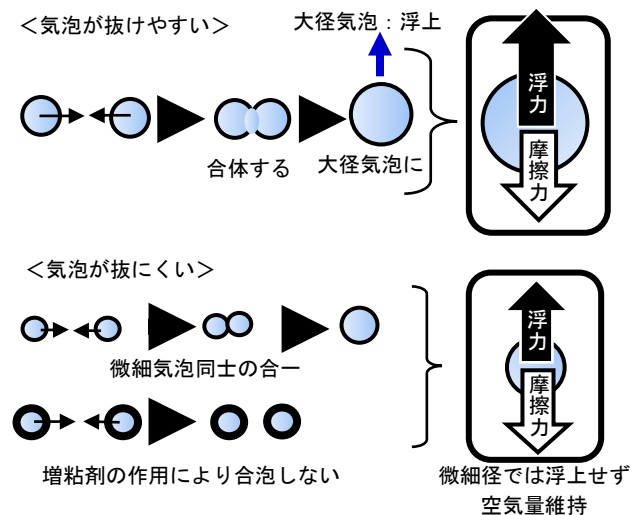 ＜気泡が抜けやすい＞
大径気泡：浮上
合体する
大径気泡に
浮力
摩擦力
＜気泡が抜にくい＞
微細気泡同士の合一
増粘剤の作用により合泡しない
浮力
摩擦力
微細径では浮上せず
空気量維持